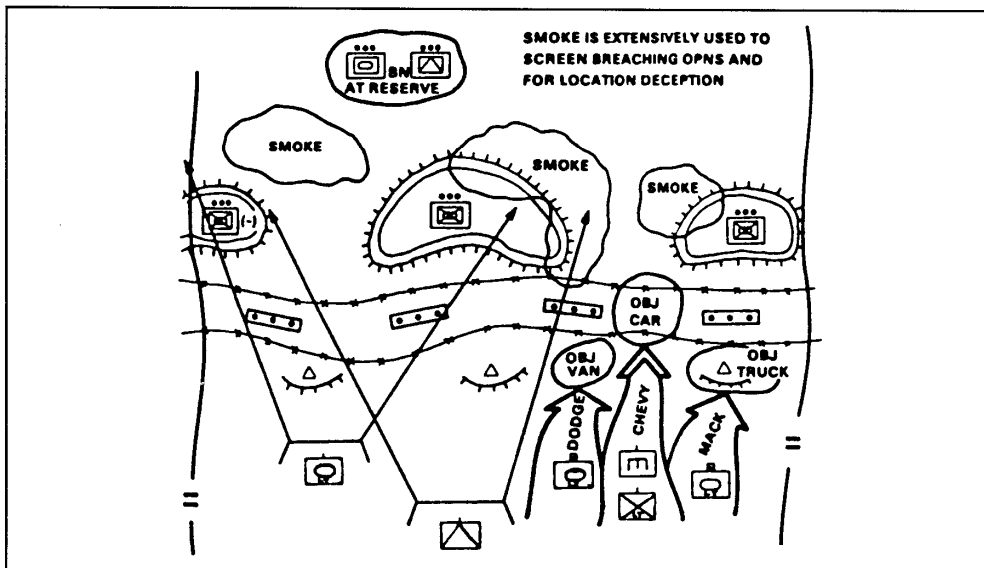 SMOKE IS EXTENSIVELY USED TO
SCREEN BREACHING OPNS AND
FOR LOCATION DECEPTION
BN
AT RESERVE
SMOKE
SMOKE
SMOKE
(-)
OBJ
CAR
OBJ
VAN
OBJ
TRUCK
DODGE
CHEVY
MACK
E